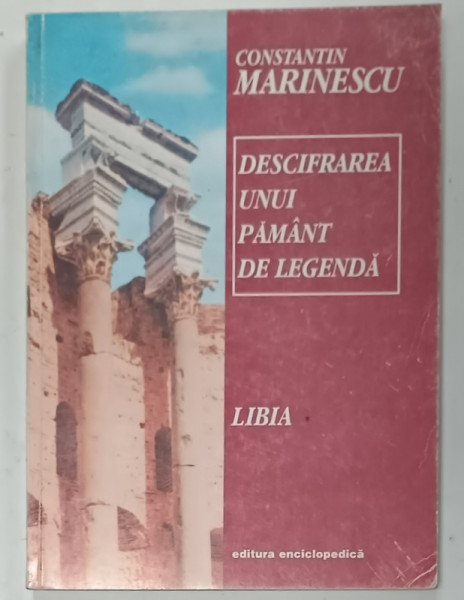 CONSTANTIN
MARINESCU
DESCIFRAREA
UNUI
PĂMÂNT
DE LEGENDĂ
LIBIA
editura enciclopedică